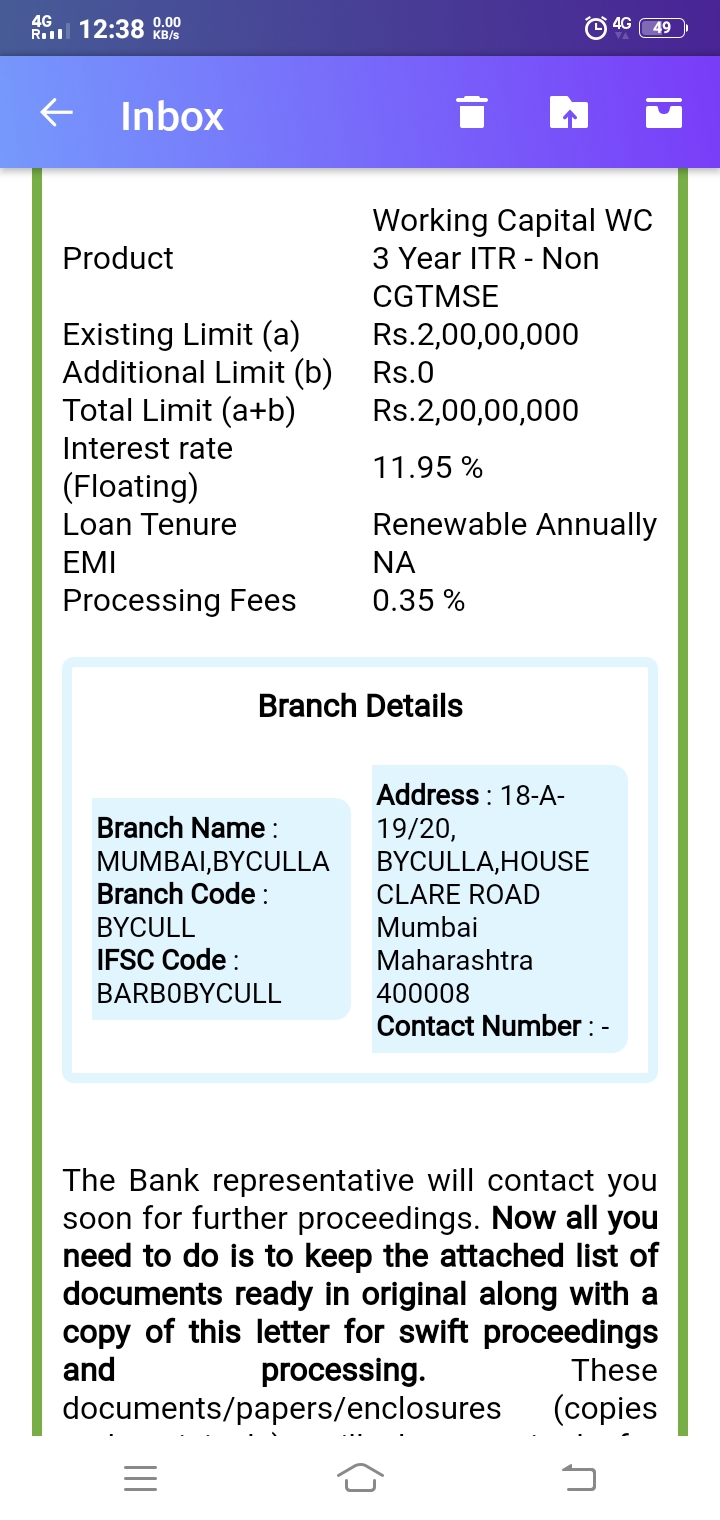 4G
R
12:38
0.00
KB/s
4G
49
Inbox
Product
Working Capital WC
3 Year ITR - Non
CGTMSE
Existing Limit (a) Rs.2,00,00,000
Additional Limit (b) Rs.0
Total Limit (a+b) Rs.2,00,00,000
Interest rate
(Floating)
11.95 %
Loan Tenure Renewable Annually
EMI NA
Processing Fees 0.35 %
Branch Details
Branch Name :
MUMBAI,BYCULLA
Branch Code :
BYCULL
IFSC Code :
BARB0BYCULL
Address : 18-A-
19/20,
BYCULLA,HOUSE
CLARE ROAD
Mumbai
Maharashtra
400008
Contact Number : -
The Bank representative will contact you
soon for further proceedings. Now all you
need to do is to keep the attached list of
documents ready in original along with a
copy of this letter for swift proceedings
and processing. These
documents/papers/enclosures (copies